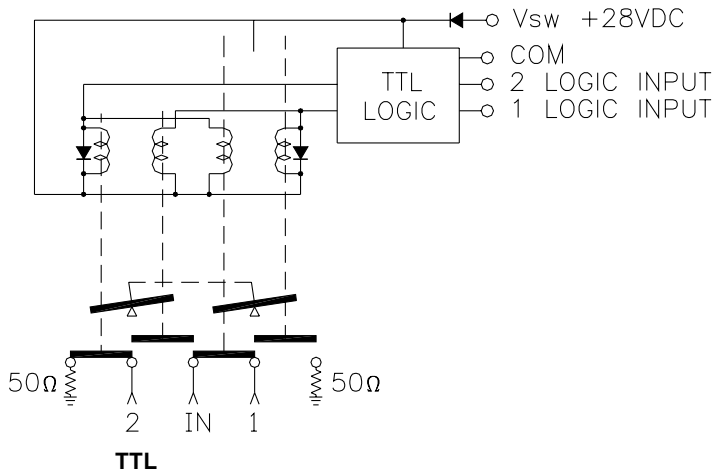 Vsw +28VDC
COM
2 LOGIC INPUT
1 LOGIC INPUT
TTL
LOGIC
50Ω
50Ω
2
IN
1
TTL